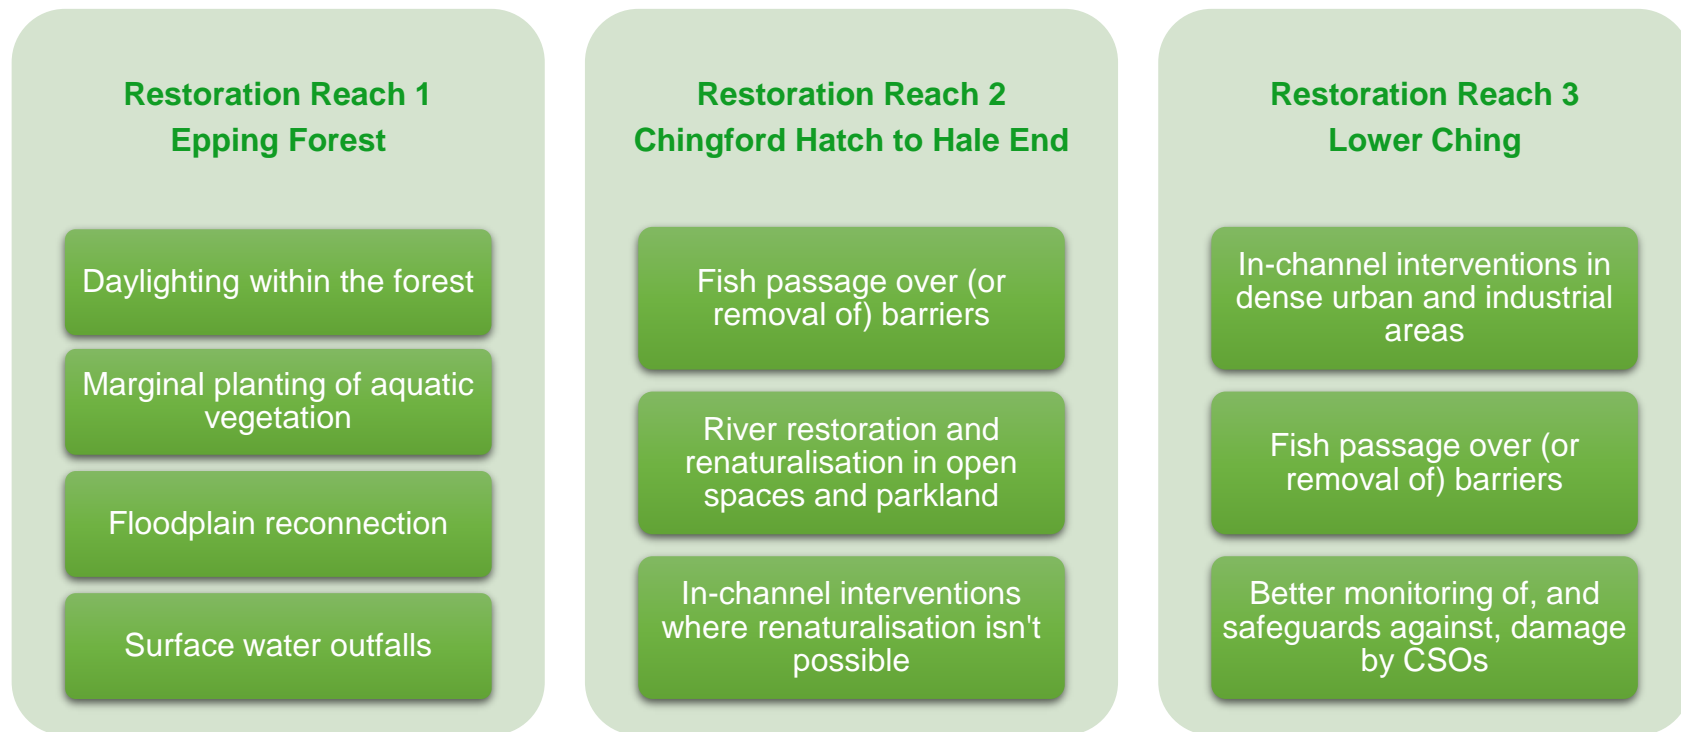 Restoration Reach 1
Epping Forest
Daylighting within the forest
Marginal planting of aquatic
vegetation
Floodplain reconnection
Surface water outfalls
Restoration Reach 2
Chingford Hatch to Hale End
Fish passage over (or
removal of) barriers
River restoration and
renaturalisation in open
spaces and parkland
In-channel interventions
where renaturalisation isn't
possible
Restoration Reach 3
Lower Ching
In-channel interventions in
dense urban and industrial
areas
Fish passage over (or
removal of) barriers
Better monitoring of, and
safeguards against, damage
by CSOs